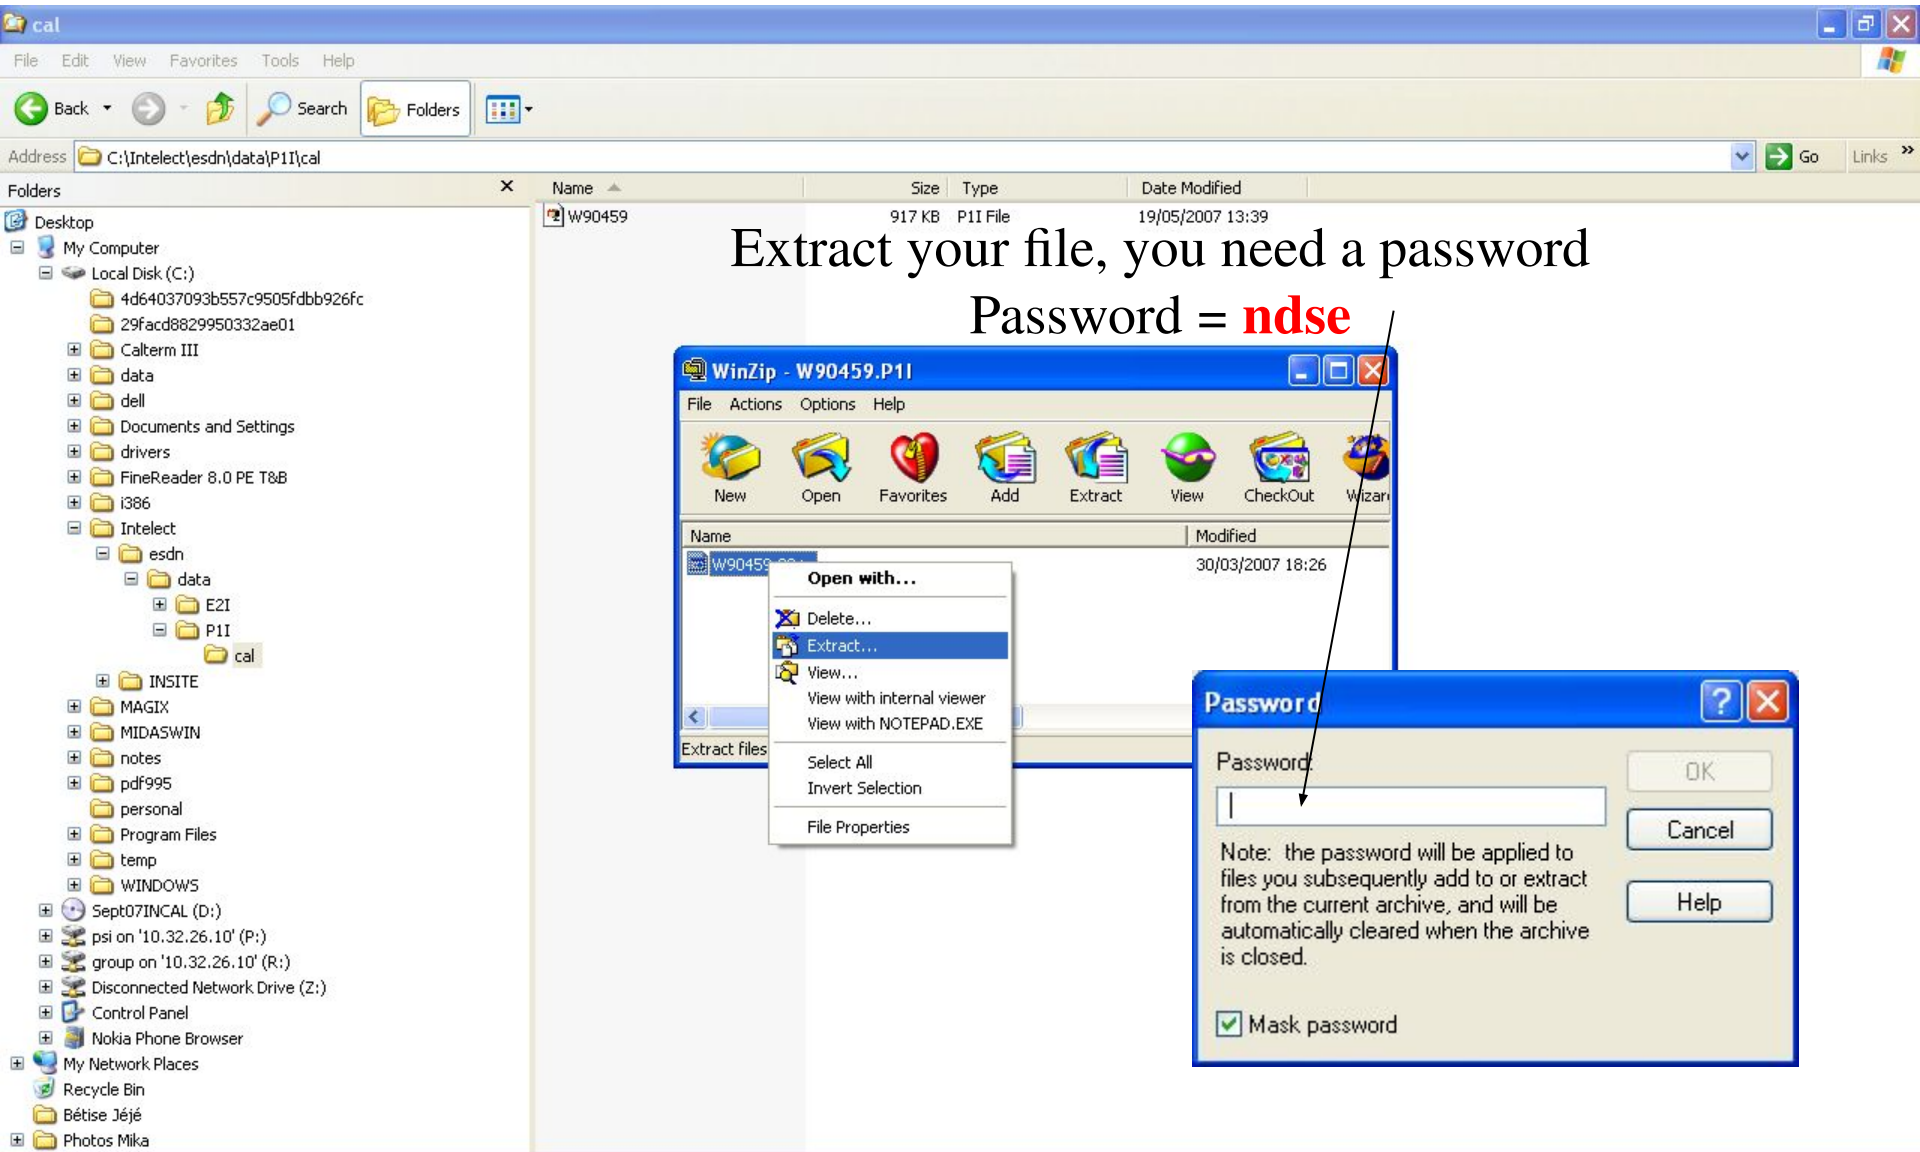 cal
File Edit View Favorites Tools Help
Back Search Folders
Address C:\Intelect\esdn\data\P1I\cal Go Links »
Folders x
Desktop
My Computer
Local Disk (C:)
4d64037093b557c9505fdbb926fc
29facd8829950332ae01
Calterm III
data
dell
Documents and Settings
drivers
FineReader 8.0 PE T&B
i386
Intelect
esdn
data
E2I
P1I
cal
INSITE
MAGIX
MIDASWIN
notes
pdf995
personal
Program Files
temp
WINDOWS
Sept07INCAL (D:)
psi on '10.32.26.10' (P:)
group on '10.32.26.10' (R:)
Disconnected Network Drive (Z:)
Control Panel
Nokia Phone Browser
My Network Places
Recycle Bin
Bétise Jéjé
Photos Mika
Name Size Type Date Modified
W90459 917 KB P1I File 19/05/2007 13:39
Extract your file, you need a password
Password = ndse
WinZip - W90459.P1I
File Actions Options Help
New Open Favorites Add Extract View CheckOut Wizar
Name Modified
W90459 30/03/2007 18:26
Open with...
Delete...
Extract...
View...
View with internal viewer
View with NOTEPAD.EXE
Select All
Invert Selection
File Properties
Extract files
Password
Password:
OK
Cancel
Help
Note: the password will be applied to
files you subsequently add to or extract
from the current archive, and will be
automatically cleared when the archive
is closed.
Mask password